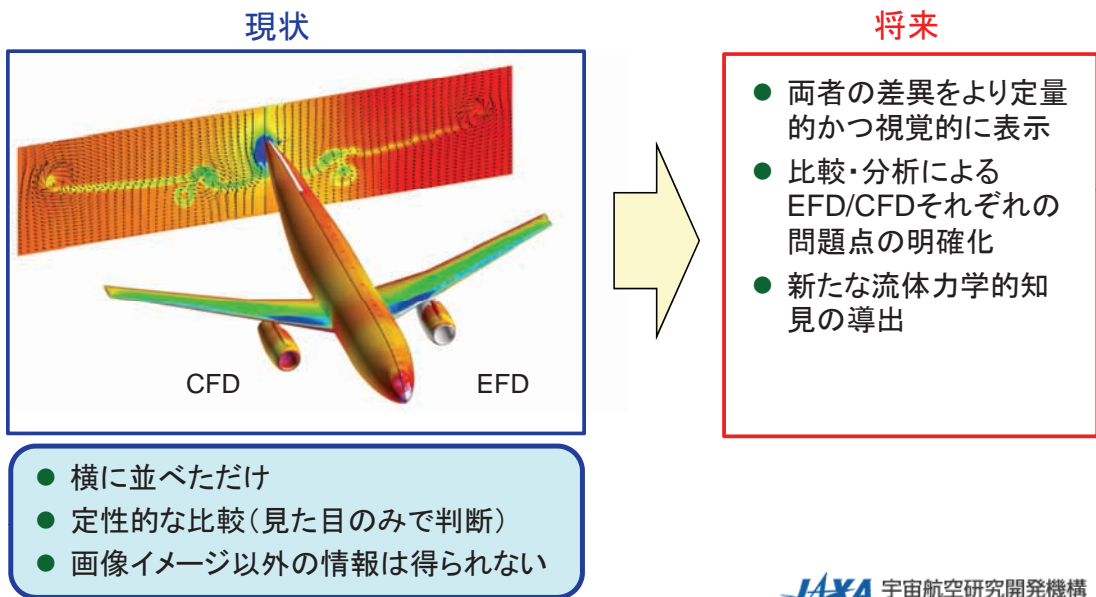 現状
CFD
EFD
● 横に並べただけ
● 定性的な比較(見た目のみで判断)
● 画像イメージ以外の情報は得られない
将来
● 両者の差異をより定量
的かつ視覚的に表示
● 比較・分析による
EFD/CFDそれぞれの
問題点の明確化
● 新たな流体力学的知
見の導出
JAXA 宇宙航空研究開発機構